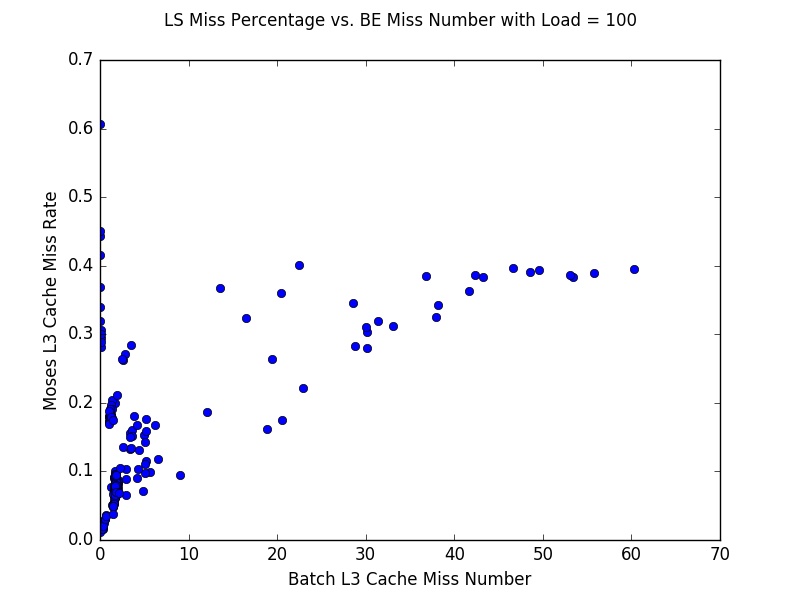 LS Miss Percentage vs. BE Miss Number with Load = 100
0.7
0.6
0.5
0.4
0.3
0.2
0.1
0.0
Moses L3 Cache Miss Rate
0 10 20 30 40 50 60 70
Batch L3 Cache Miss Number